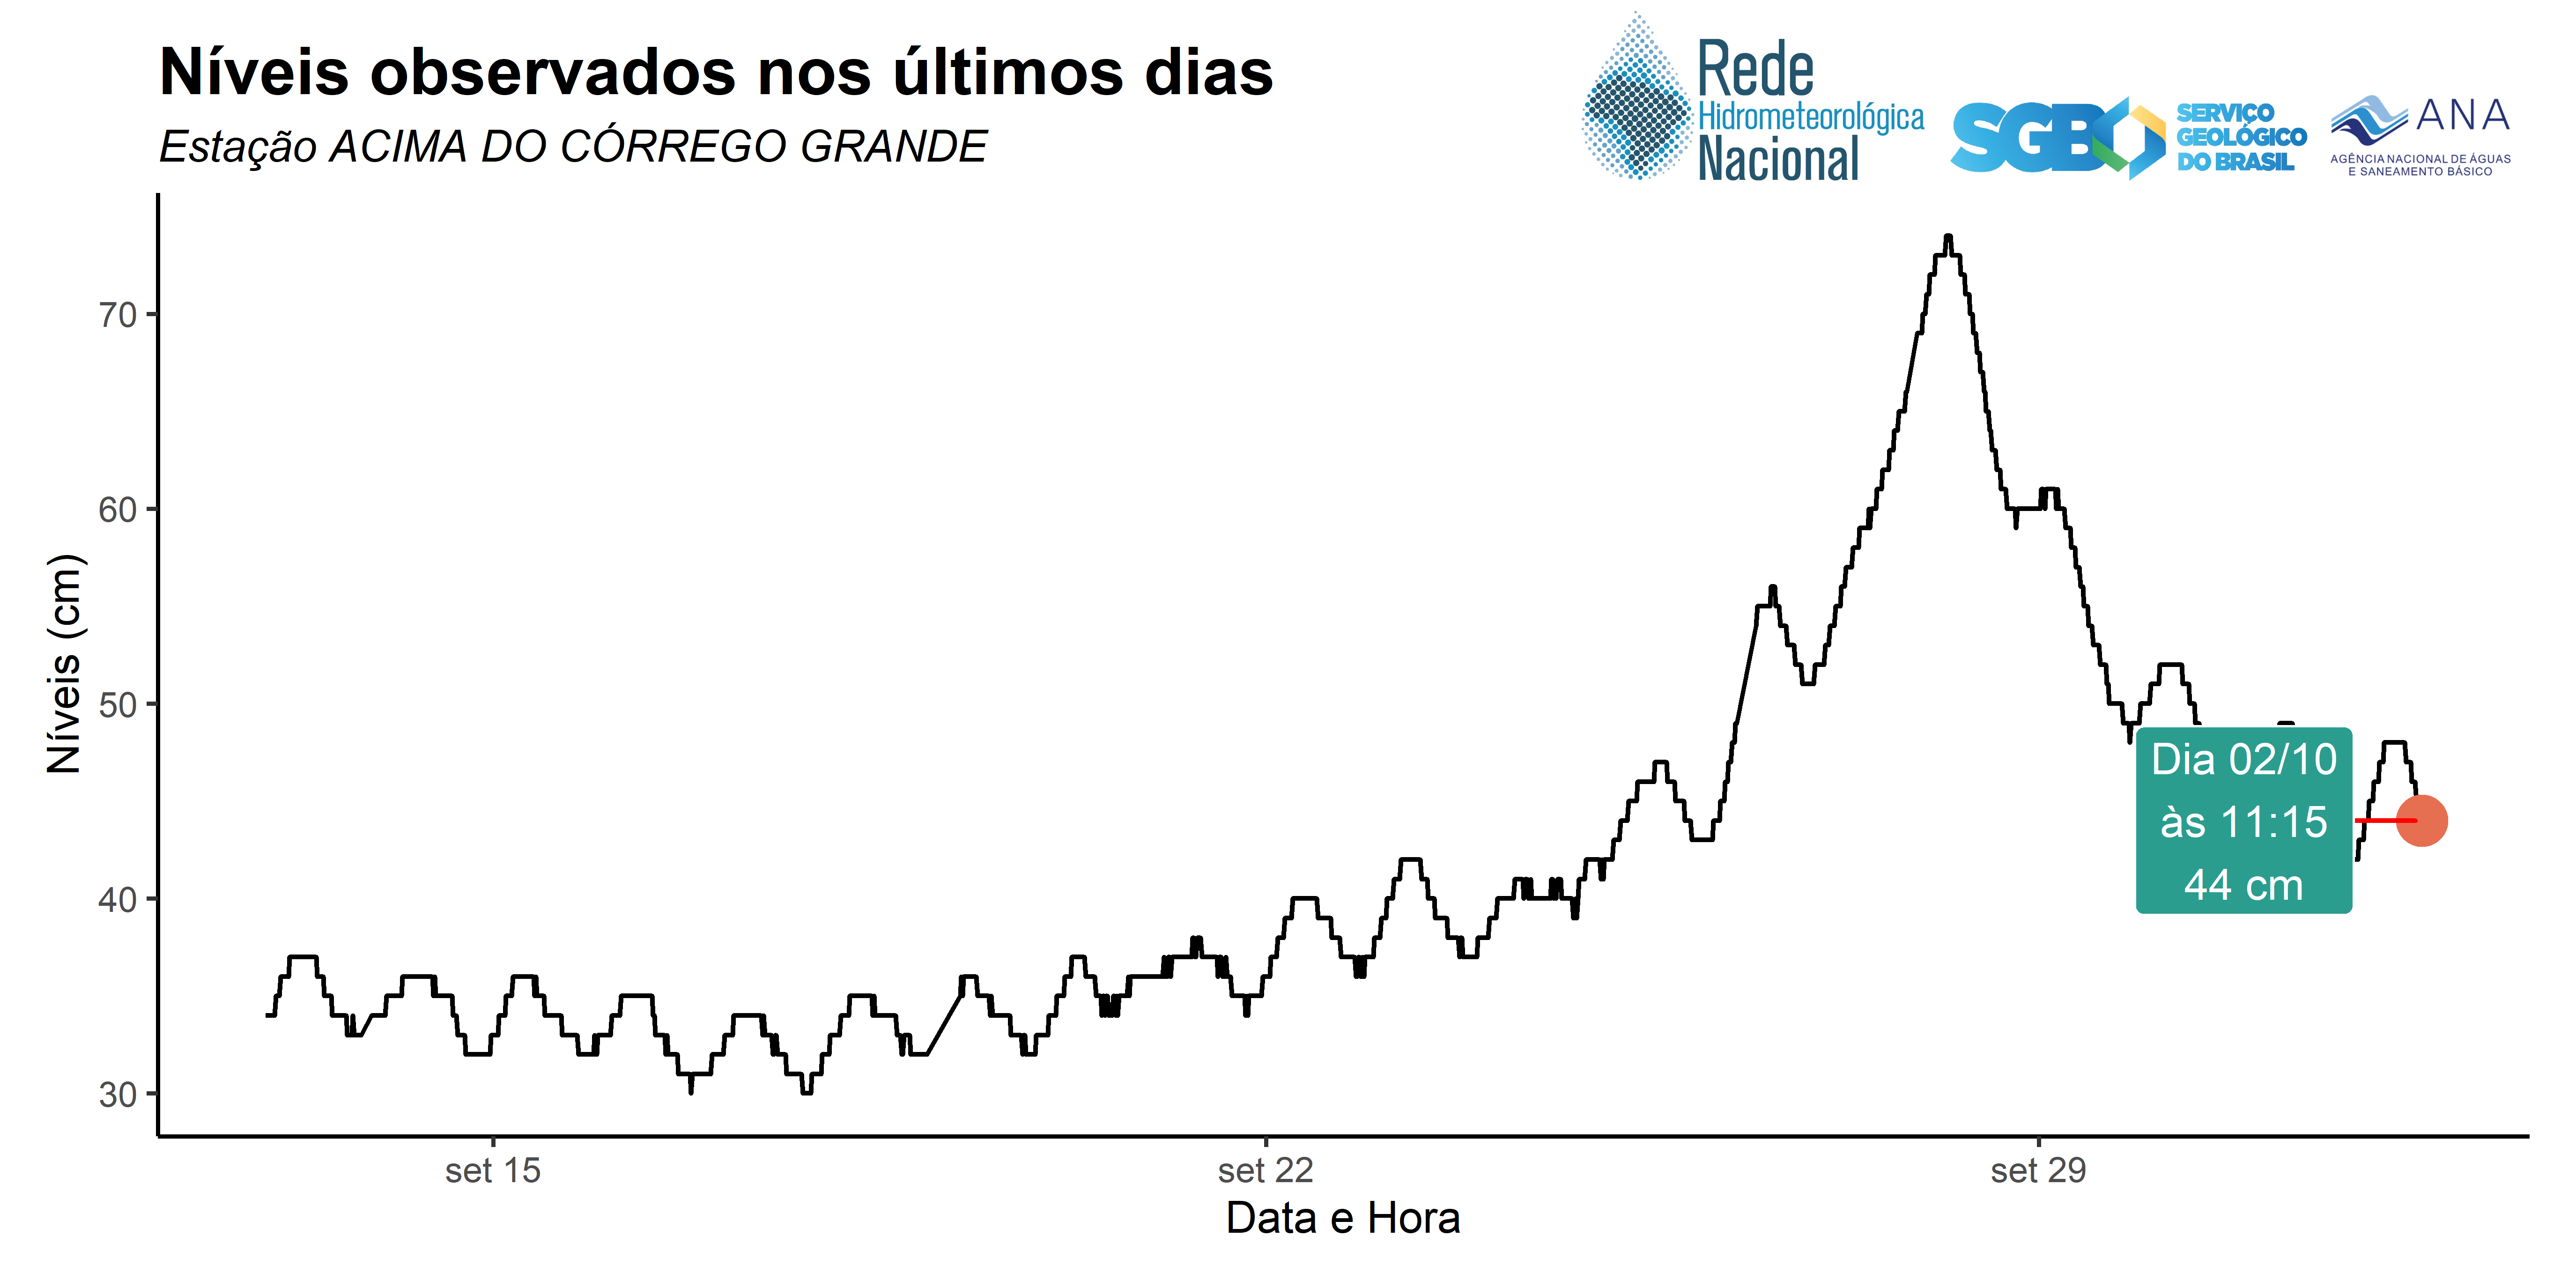 Níveis observados nos últimos dias
Estação ACIMA DO CÓRREGO GRANDE
Rede
Hidrometeorológica
Nacional
SGB
SERVIÇO
GEOLÓGICO
DO BRASIL
ANA
AGÊNCIA NACIONAL DE ÁGUAS
E SANEAMENTO BÁSICO
Níveis (cm)
70
60
50
40
30
Dia 02/10
às 11:15
44 cm
set 15
set 22
set 29
Data e Hora